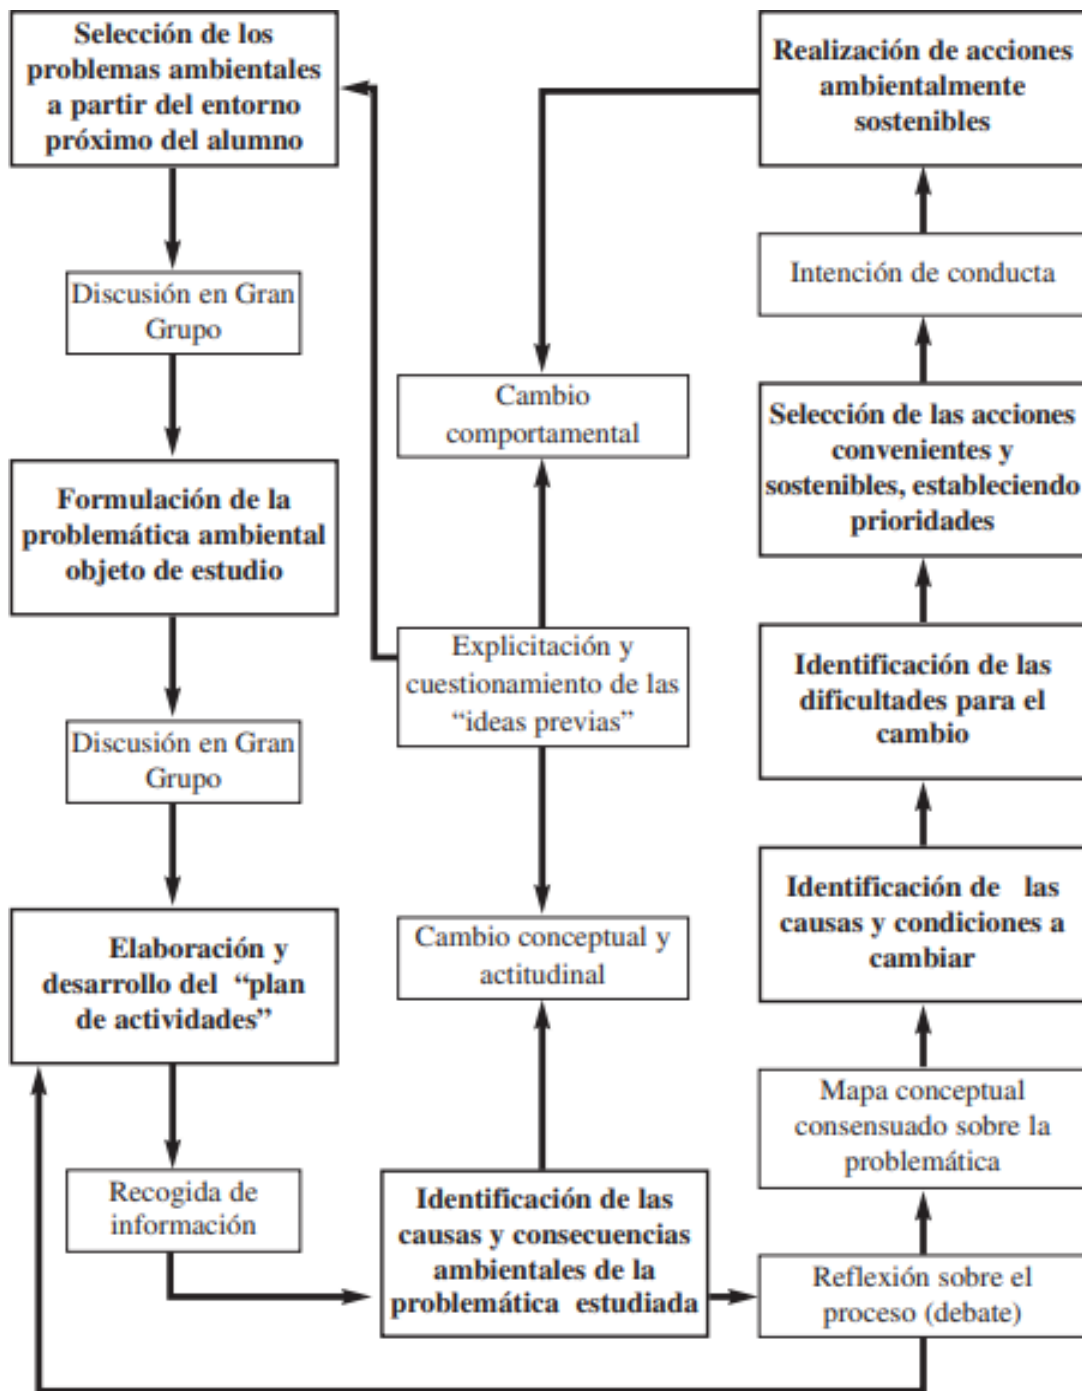 Selección de los
problemas ambientales
a partir del entorno
próximo del alumno
Discusión en Gran
Grupo
Formulación de la
problemática ambiental
objeto de estudio
Discusión en Gran
Grupo
Elaboración y
desarrollo del “plan
de actividades”
Recogida de
información
Cambio
comportamental
Explicitación y
cuestionamiento de las
“ideas previas”
Cambio conceptual y
actitudinal
Identificación de las
causas y consecuencias
ambientales de la
problemática estudiada
Realización de acciones
ambientalmente
sostenibles
Intención de conducta
Selección de las acciones
convenientes y
sostenibles, estableciendo
prioridades
Identificación de las
dificultades para el
cambio
Identificación de las
causas y condiciones a
cambiar
Mapa conceptual
consensuado sobre la
problemática
Reflexión sobre el
proceso (debate)